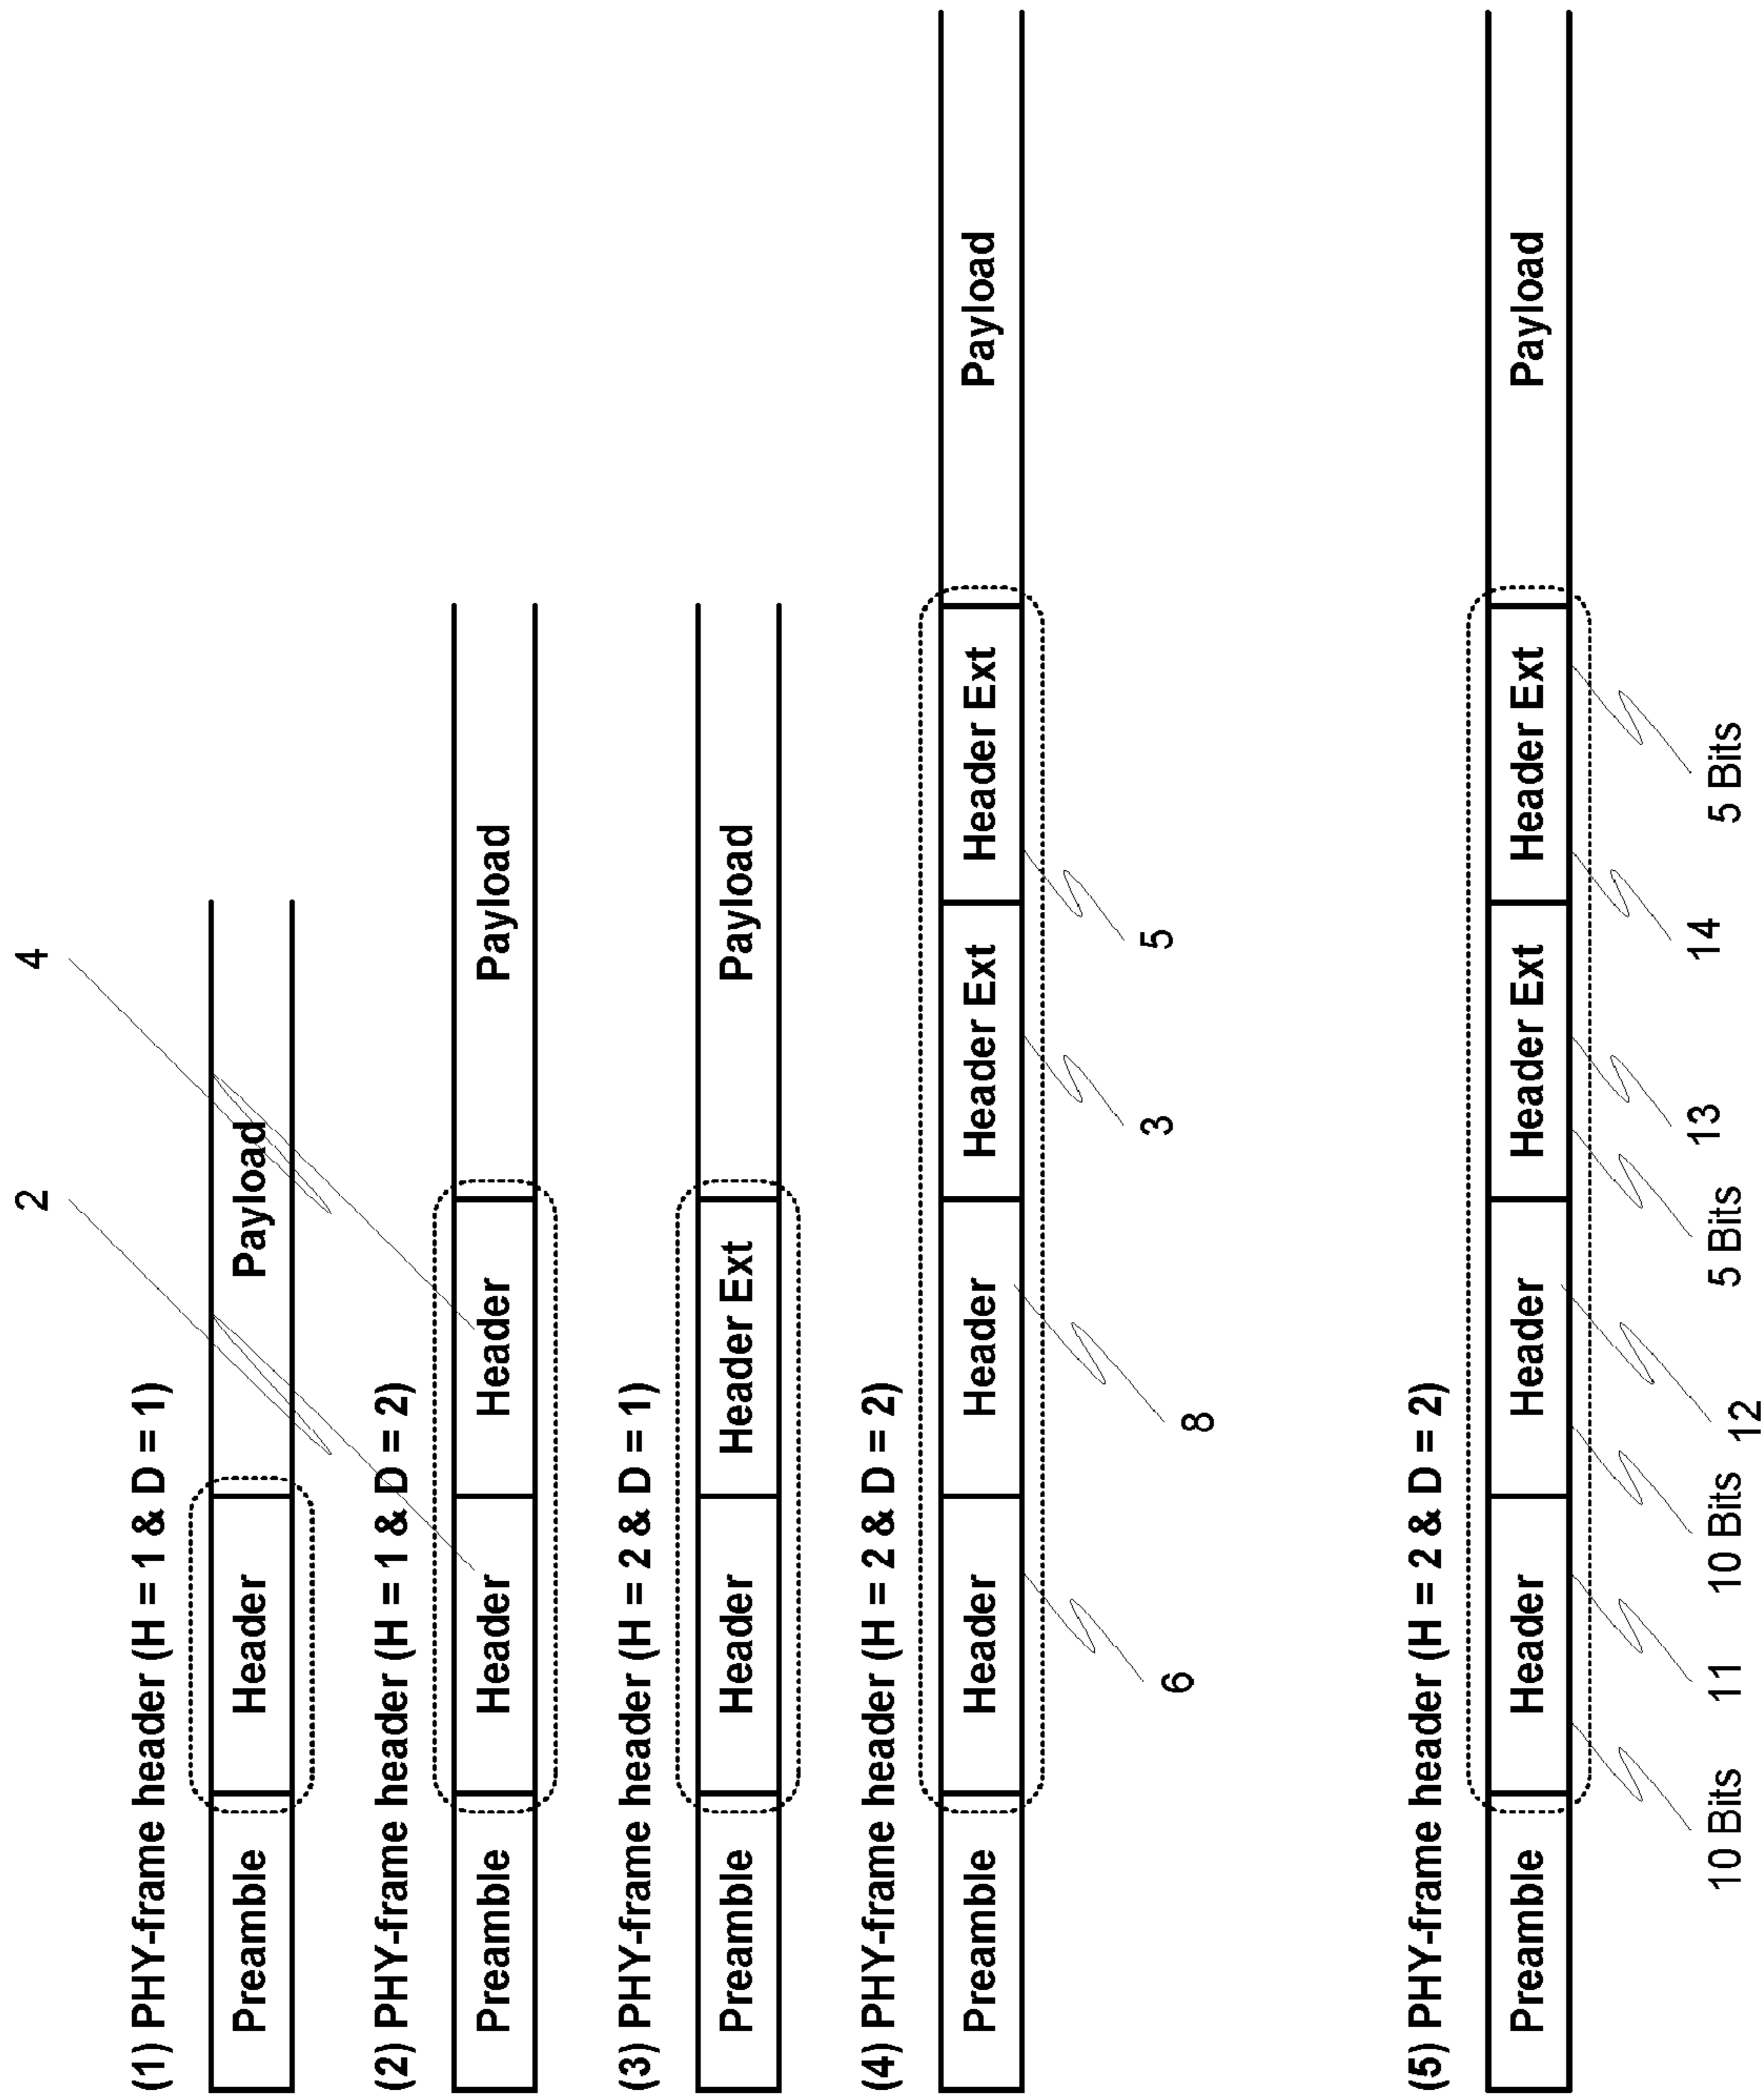 2
4
(1) PHY-frame header (H = 1 & D = 1)
Preamble
Header
Payload
(2) PHY-frame header (H = 1 & D = 2)
Preamble
Header
Header
Payload
(3) PHY-frame header (H = 2 & D = 1)
Preamble
Header
Header Ext
Payload
(4) PHY-frame header (H = 2 & D = 2)
Preamble
Header
Header
Header Ext
Header Ext
Payload
6
8
3
5
(5) PHY-frame header (H = 2 & D = 2)
Preamble
Header
Header
Header Ext
Header Ext
Payload
10 Bits
11
10 Bits
12
5 Bits
13
14
5 Bits